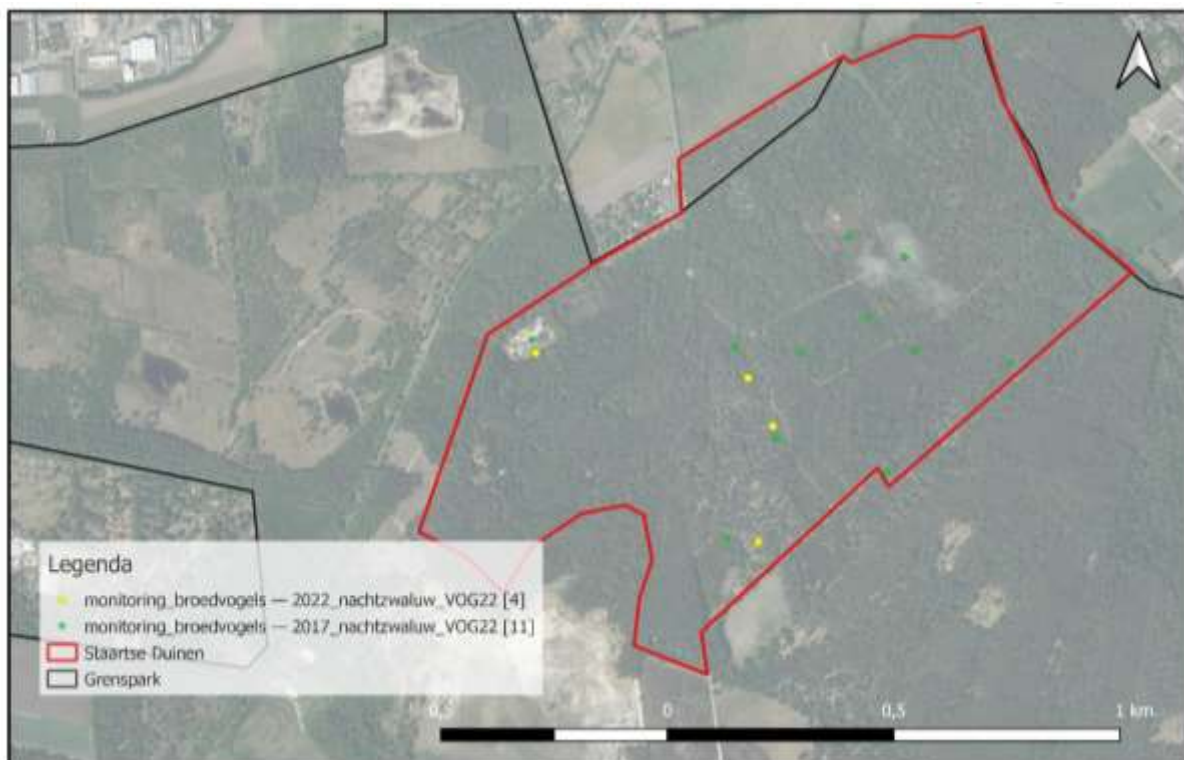 Legenda
monitoring_broedvogels — 2022_nachtzwaluw_VOG22 [4]
monitoring_broedvogels — 2017_nachtzwaluw_VOG22 [11]
Staartse Duinen
Grenspark
0,5 0 0,5 1 km